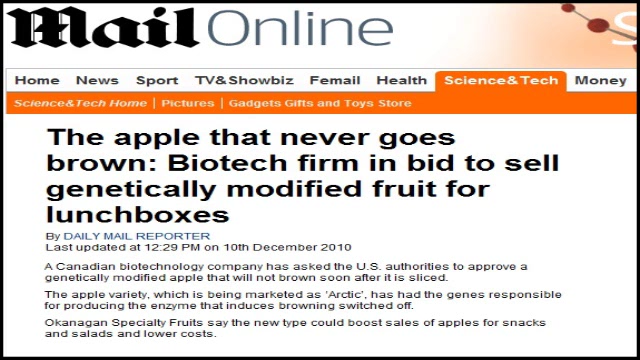 Mail Online
S
Home News Sport TV&Showbiz Femail Health Science&Tech Money
Science&Tech Home | Pictures | Gadgets Gifts and Toys Store
The apple that never goes
brown: Biotech firm in bid to sell
genetically modified fruit for
lunchboxes
By DAILY MAIL REPORTER
Last updated at 12:29 PM on 10th December 2010
A Canadian biotechnology company has asked the U.S. authorities to approve a
genetically modified apple that will not brown soon after it is sliced.
The apple variety, which is being marketed as 'Arctic', has had the genes responsible
for producing the enzyme that induces browning switched off.
Okanagan Specialty Fruits say the new type could boost sales of apples for snacks
and salads and lower costs.